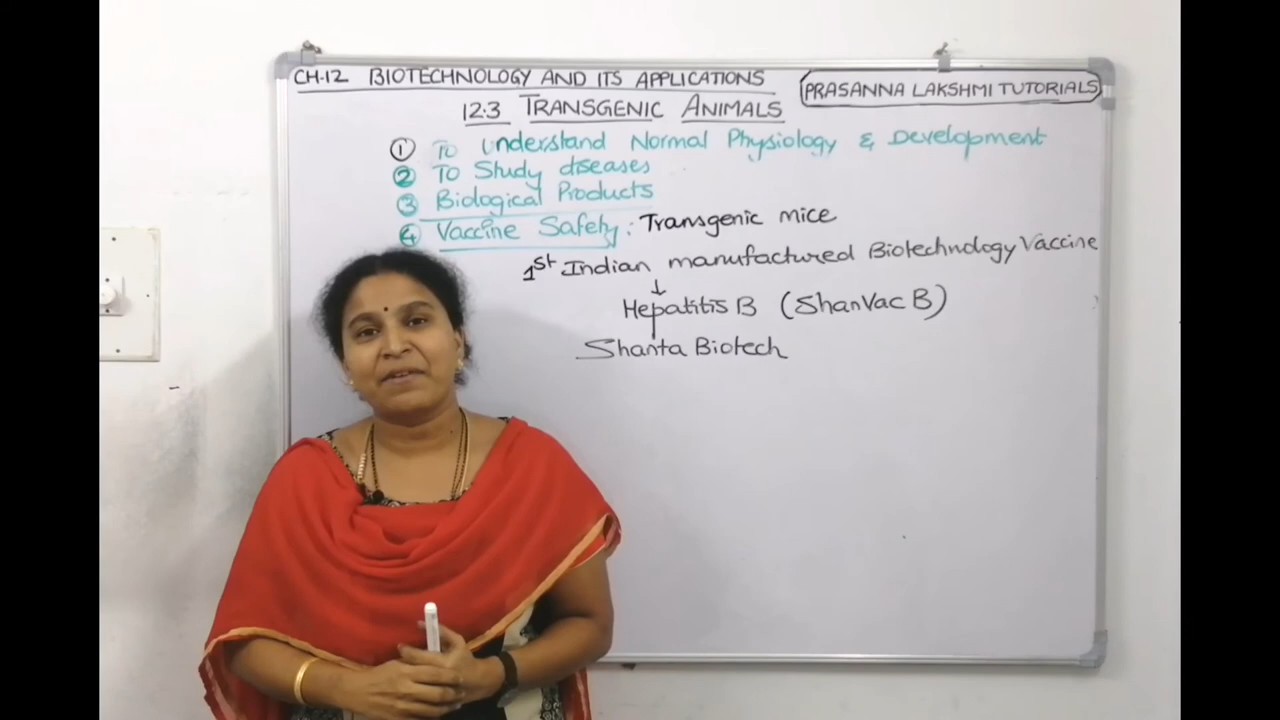 CH-12 BIOTECHNOLOGY AND ITS APPLICATIONS
PRASANNA LAKSHMI TUTORIALS
12.3 TRANSGENIC ANIMALS
① To Understand Normal Physiology & Development
② To Study diseases
③ Biological Products
④ Vaccine Safety: Transgenic mice
1st Indian manufactured Biotechnology Vaccine
↓
Hepatitis B (ShanVac B)
Shanta Biotech